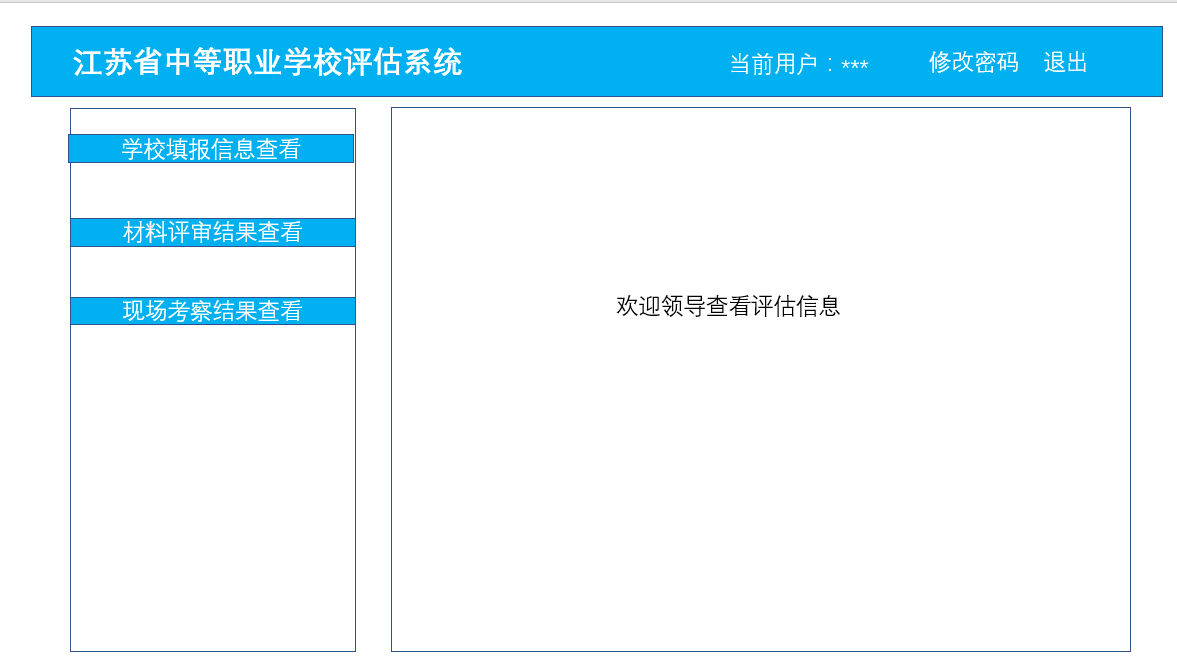 江苏省中等职业学校评估系统
当前用户：***
修改密码
退出
学校填报信息查看
材料评审结果查看
现场考察结果查看
欢迎领导查看评估信息